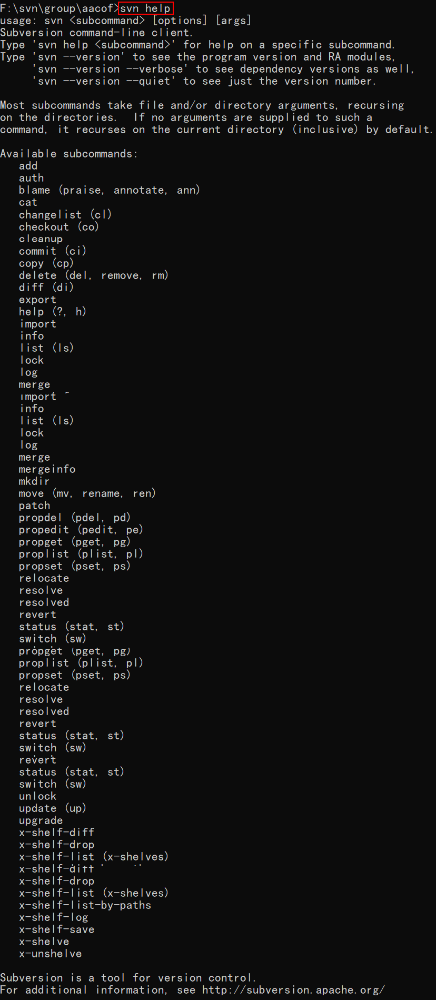 F:\svn\group\aacof>svn help
usage: svn <subcommand> [options] [args]
Subversion command-line client.
Type 'svn help <subcommand>' for help on a specific subcommand.
Type 'svn --version' to see the program version and RA modules,
     'svn --version --verbose' to see dependency versions as well,
     'svn --version --quiet' to see just the version number.

Most subcommands take file and/or directory arguments, recursing
on the directories.  If no arguments are supplied to such a
command, it recurses on the current directory (inclusive) by default.

Available subcommands:
   add
   auth
   blame (praise, annotate, ann)
   cat
   changelist (cl)
   checkout (co)
   cleanup
   commit (ci)
   copy (cp)
   delete (del, remove, rm)
   diff (di)
   export
   help (?, h)
   import
   info
   list (ls)
   lock
   log
   merge
   import
   info
   list (ls)
   lock
   log
   merge
   mergeinfo
   mkdir
   move (mv, rename, ren)
   patch
   propdel (pdel, pd)
   propedit (pedit, pe)
   propget (pget, pg)
   proplist (plist, pl)
   propset (pset, ps)
   relocate
   resolve
   resolved
   revert
   status (stat, st)
   switch (sw)
   propget (pget, pg)
   proplist (plist, pl)
   propset (pset, ps)
   relocate
   resolve
   resolved
   revert
   status (stat, st)
   switch (sw)
   revert
   status (stat, st)
   switch (sw)
   unlock
   update (up)
   upgrade
   x-shelf-diff
   x-shelf-drop
   x-shelf-list (x-shelves)
   x-shelf-diff
   x-shelf-drop
   x-shelf-list (x-shelves)
   x-shelf-list-by-paths
   x-shelf-log
   x-shelf-save
   x-shelve
   x-unshelve

Subversion is a tool for version control.
For additional information, see http://subversion.apache.org/